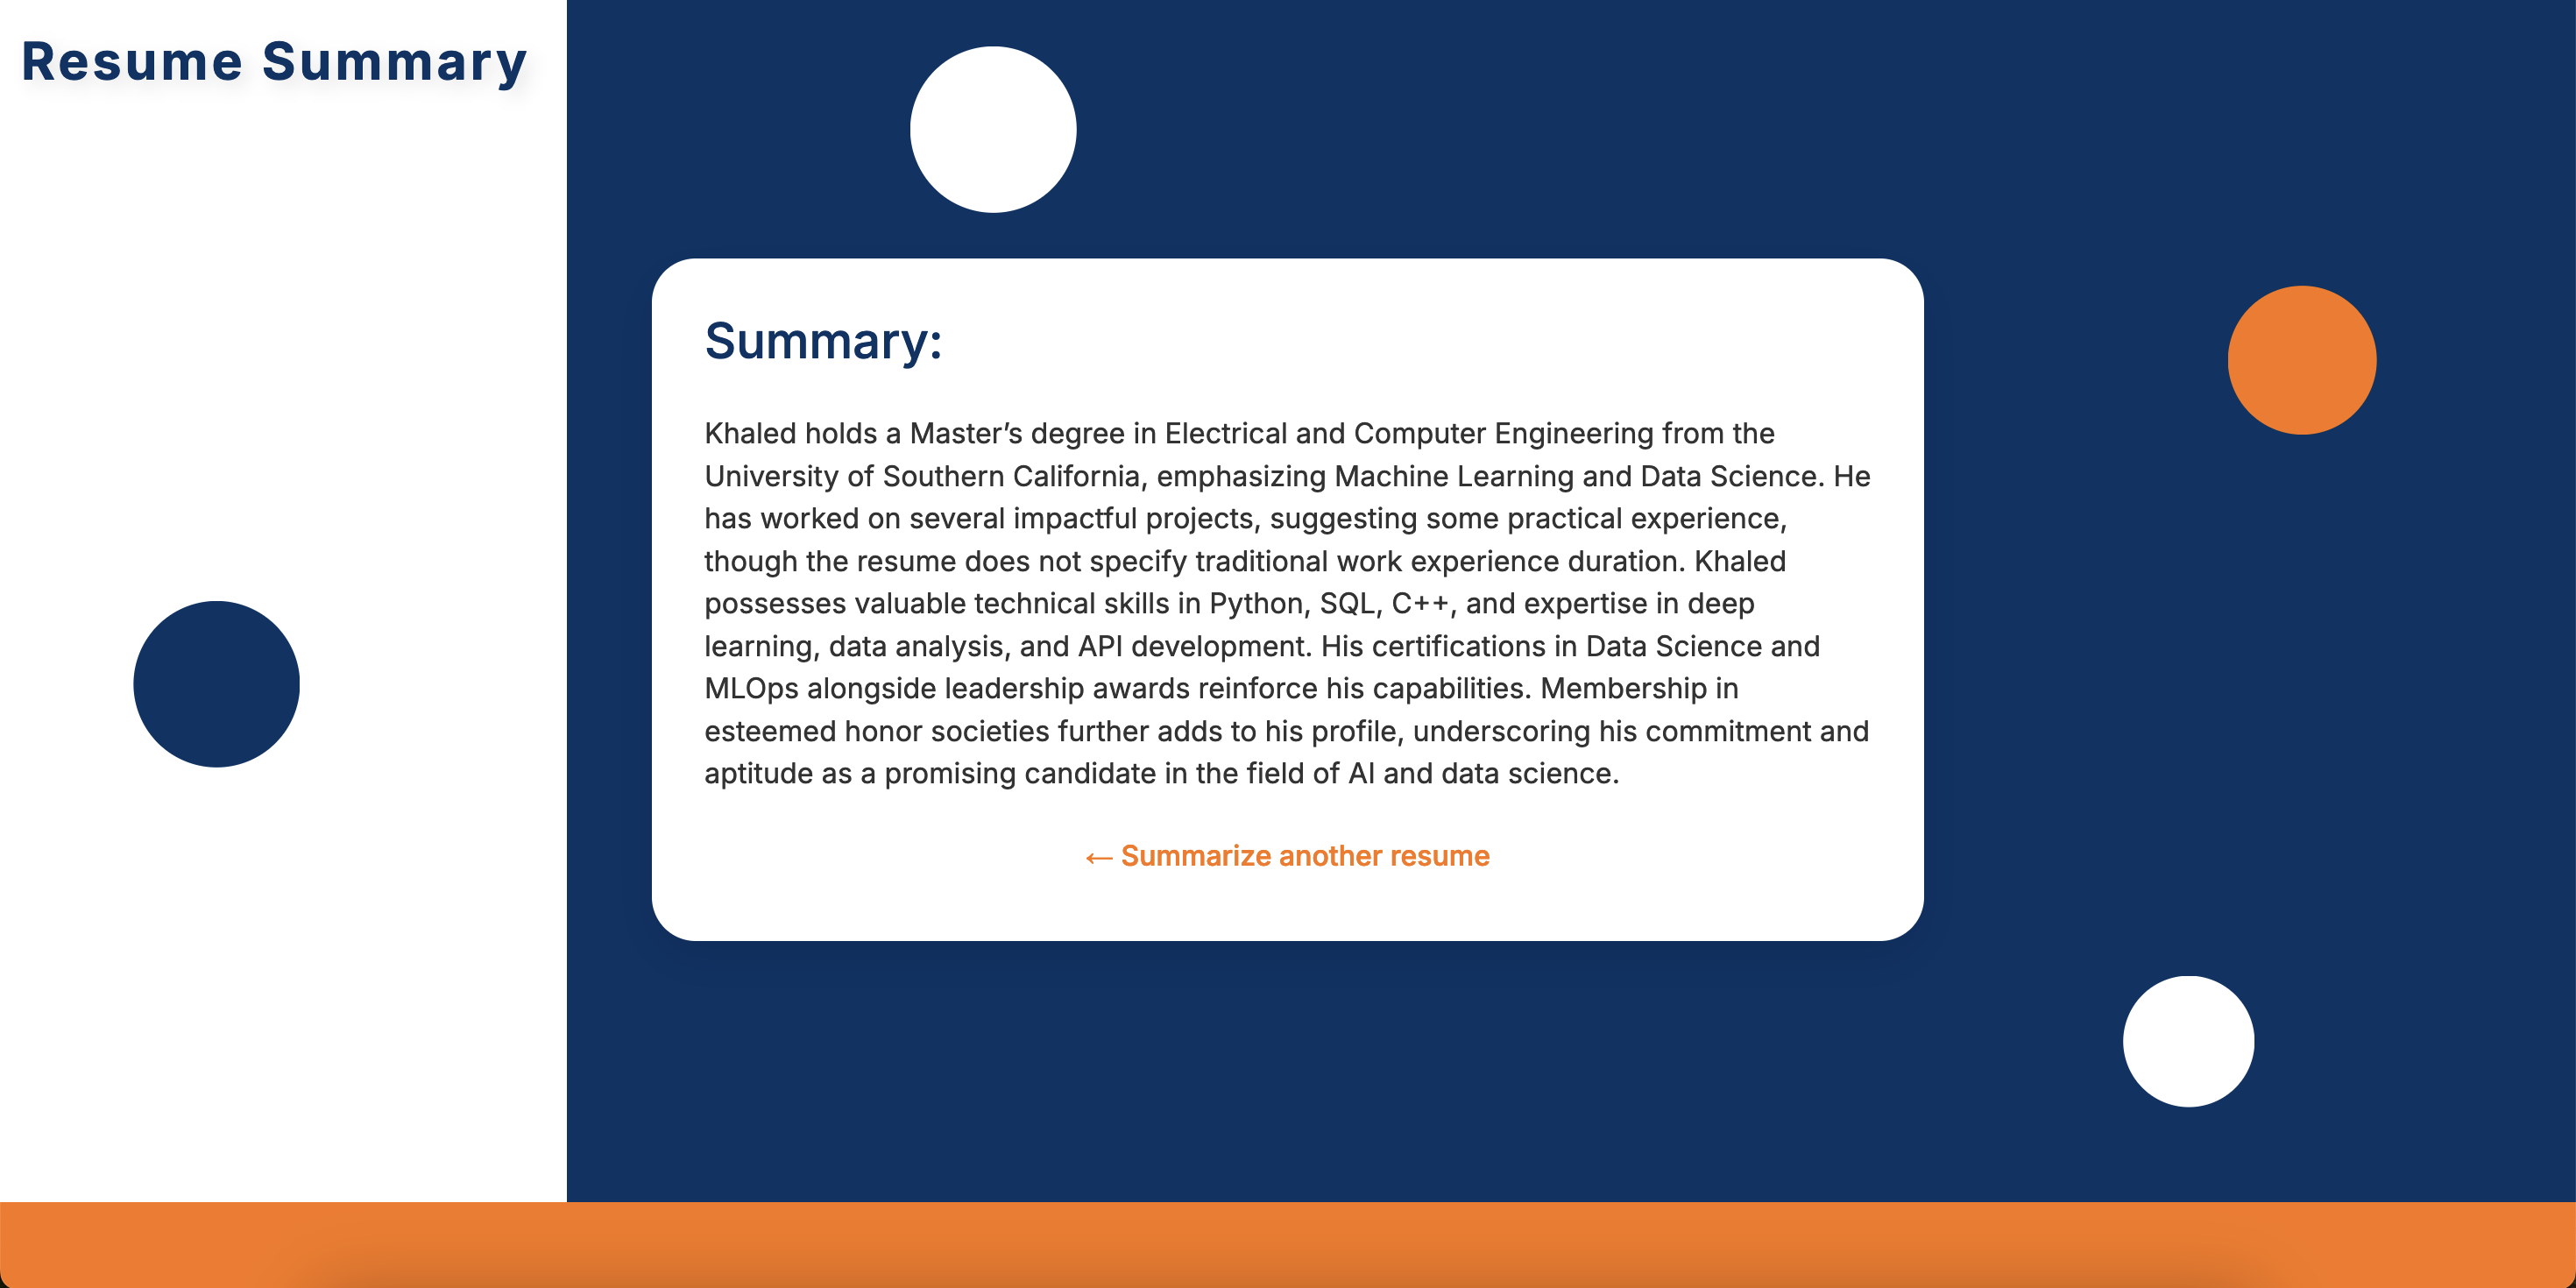 Resume Summary
Summary:
Khaled holds a Master’s degree in Electrical and Computer Engineering from the
University of Southern California, emphasizing Machine Learning and Data Science. He
has worked on several impactful projects, suggesting some practical experience,
though the resume does not specify traditional work experience duration. Khaled
possesses valuable technical skills in Python, SQL, C++, and expertise in deep
learning, data analysis, and API development. His certifications in Data Science and
MLOps alongside leadership awards reinforce his capabilities. Membership in
esteemed honor societies further adds to his profile, underscoring his commitment and
aptitude as a promising candidate in the field of AI and data science.
← Summarize another resume